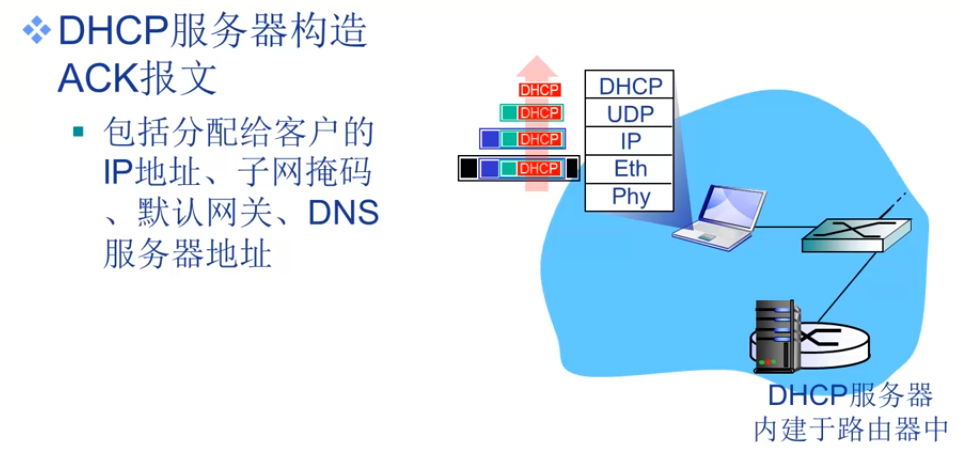 DHCP服务器构造
ACK报文
包括分配给客户的
IP地址、子网掩码
、默认网关、DNS
服务器地址
DHCP
DHCP
DHCP
DHCP
DHCP
UDP
IP
Eth
Phy
DHCP服务器
内建于路由器中